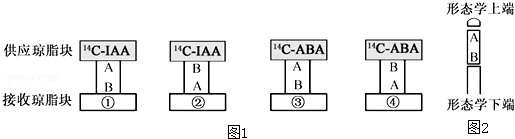 形态学上端
供应琼脂块 ¹⁴C-IAA ¹⁴C-IAA ¹⁴C-ABA ¹⁴C-ABA
A B A B A
B A B A B
接收琼脂块 ① ② ③ ④
形态学下端
图1 图2